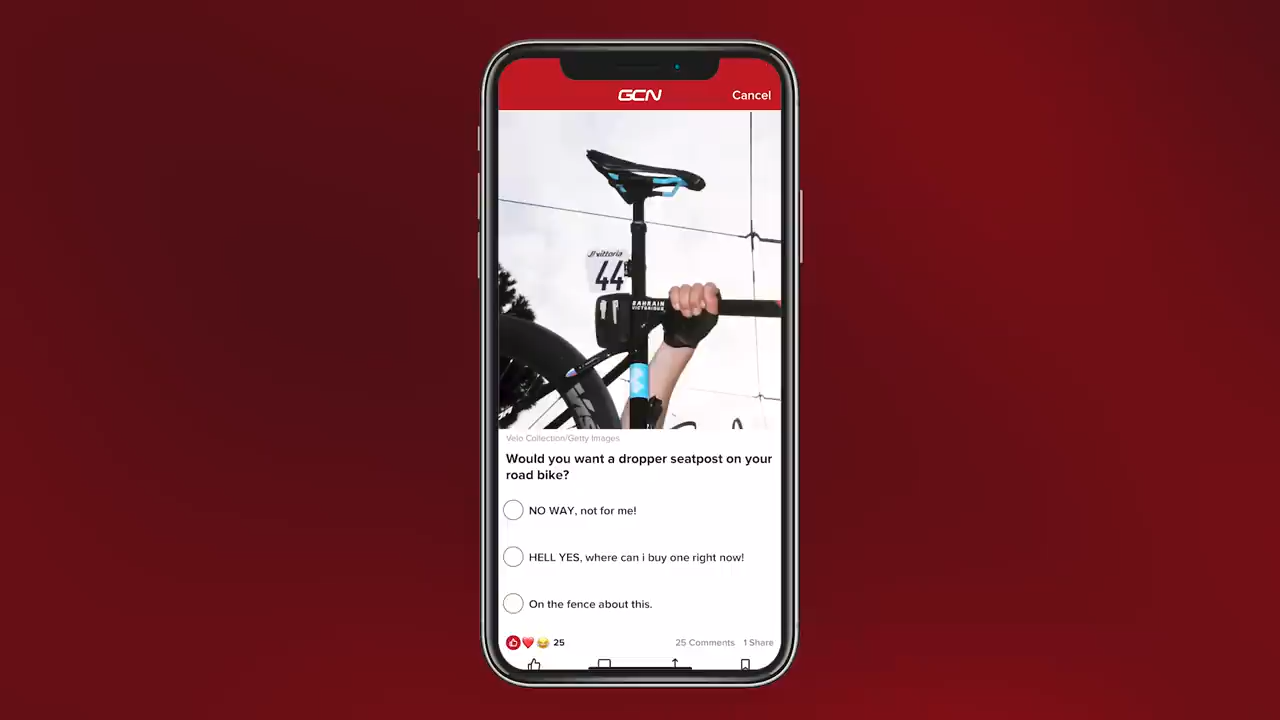 GCN
Cancel
vittoria
44
BAHRAIN
VICTORIOUS
Velo Collection/Getty Images
Would you want a dropper seatpost on your
road bike?
NO WAY, not for me!
HELL YES, where can i buy one right now!
On the fence about this.
25
25 Comments
1 Share